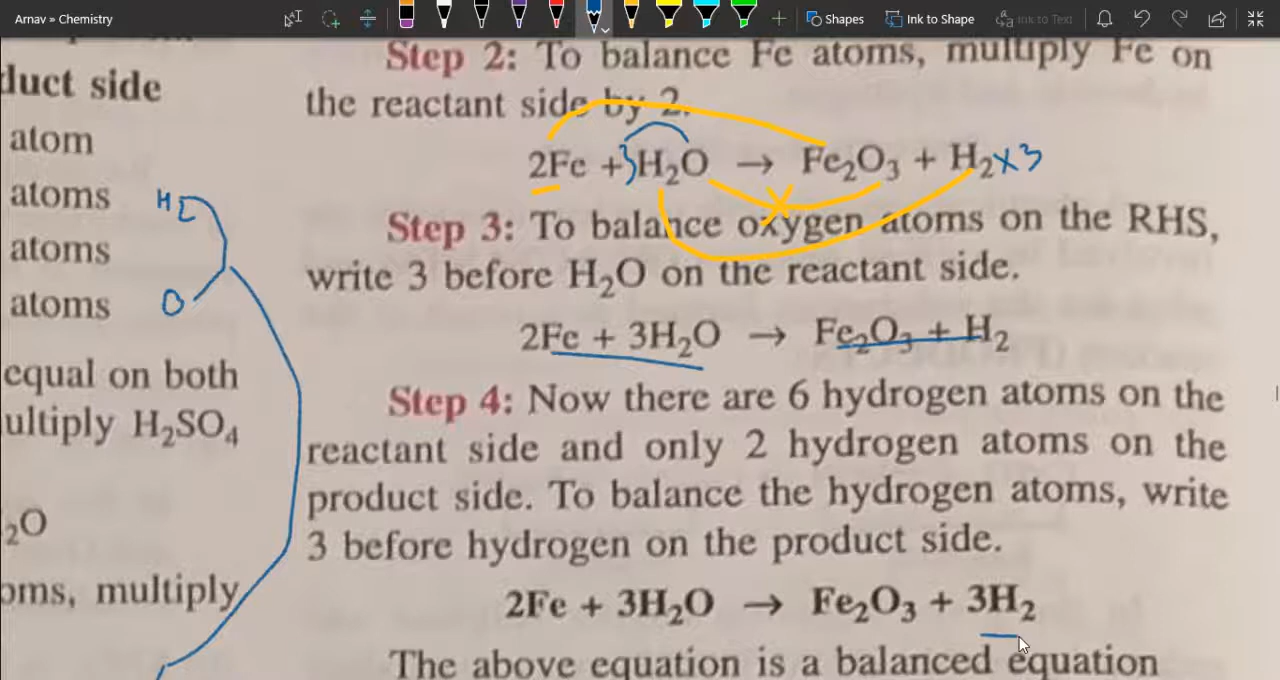 Arnav » Chemistry
Shapes
Ink to Shape
Ink to Text
duct side
atom
atoms
atoms
atoms
equal on both
ultiply H₂SO₄
₂O
oms, multiply
Step 2: To balance Fe atoms, multiply Fe on
the reactant side by 2.
2Fe + 3H₂O → Fe₂O₃ + H₂ x3
Step 3: To balance oxygen atoms on the RHS,
write 3 before H₂O on the reactant side.
2Fe + 3H₂O → Fe₂O₃ + H₂
Step 4: Now there are 6 hydrogen atoms on the
reactant side and only 2 hydrogen atoms on the
product side. To balance the hydrogen atoms, write
3 before hydrogen on the product side.
2Fe + 3H₂O → Fe₂O₃ + 3H₂
The above equation is a balanced equation
H
O